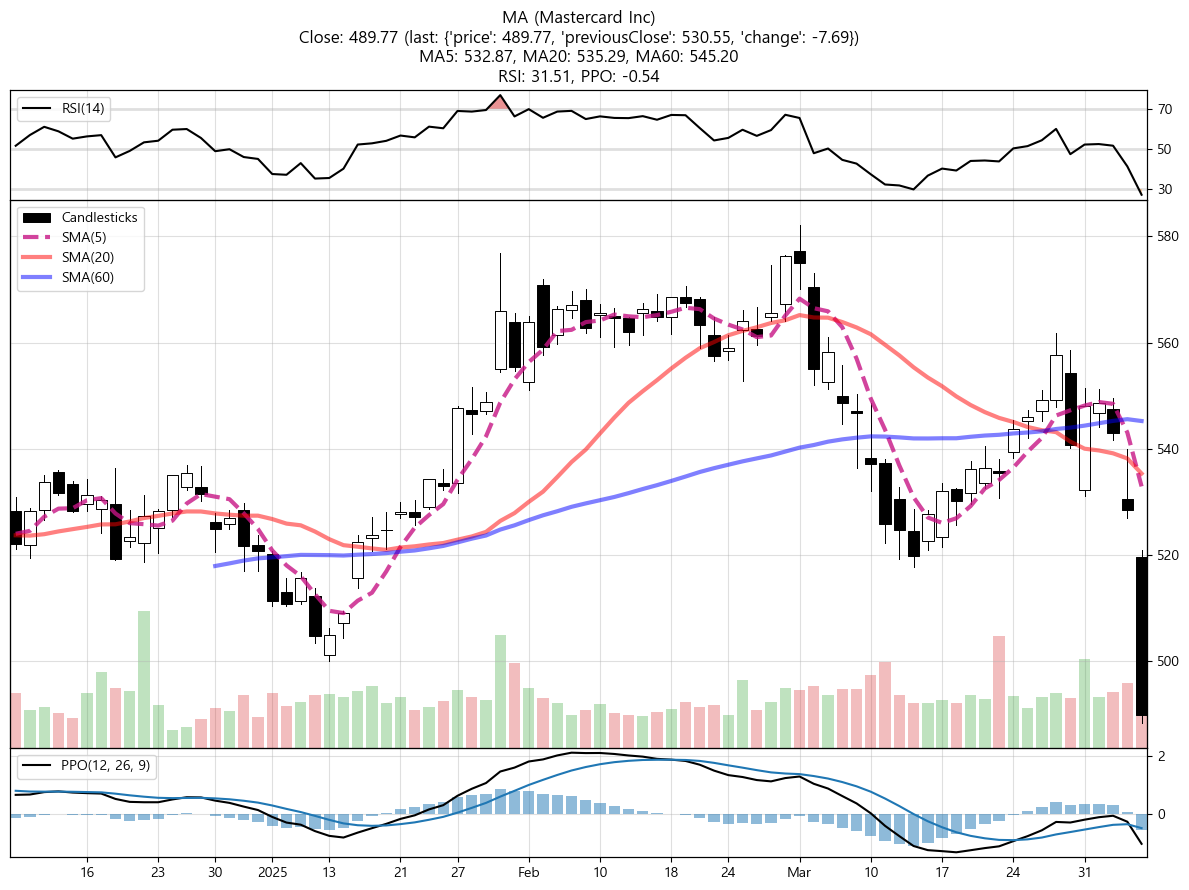 MA (Mastercard Inc)
Close: 489.77 (last: {'price': 489.77, 'previousClose': 530.55, 'change': -7.69})
MA5: 532.87, MA20: 535.29, MA60: 545.20
RSI: 31.51, PPO: -0.54
RSI(14)
70
50
30
Candlesticks
SMA(5)
SMA(20)
SMA(60)
580
560
540
520
500
PPO(12, 26, 9)
2
0
16 23 30 2025 13 21 27 Feb 10 18 24 Mar 10 17 24 31